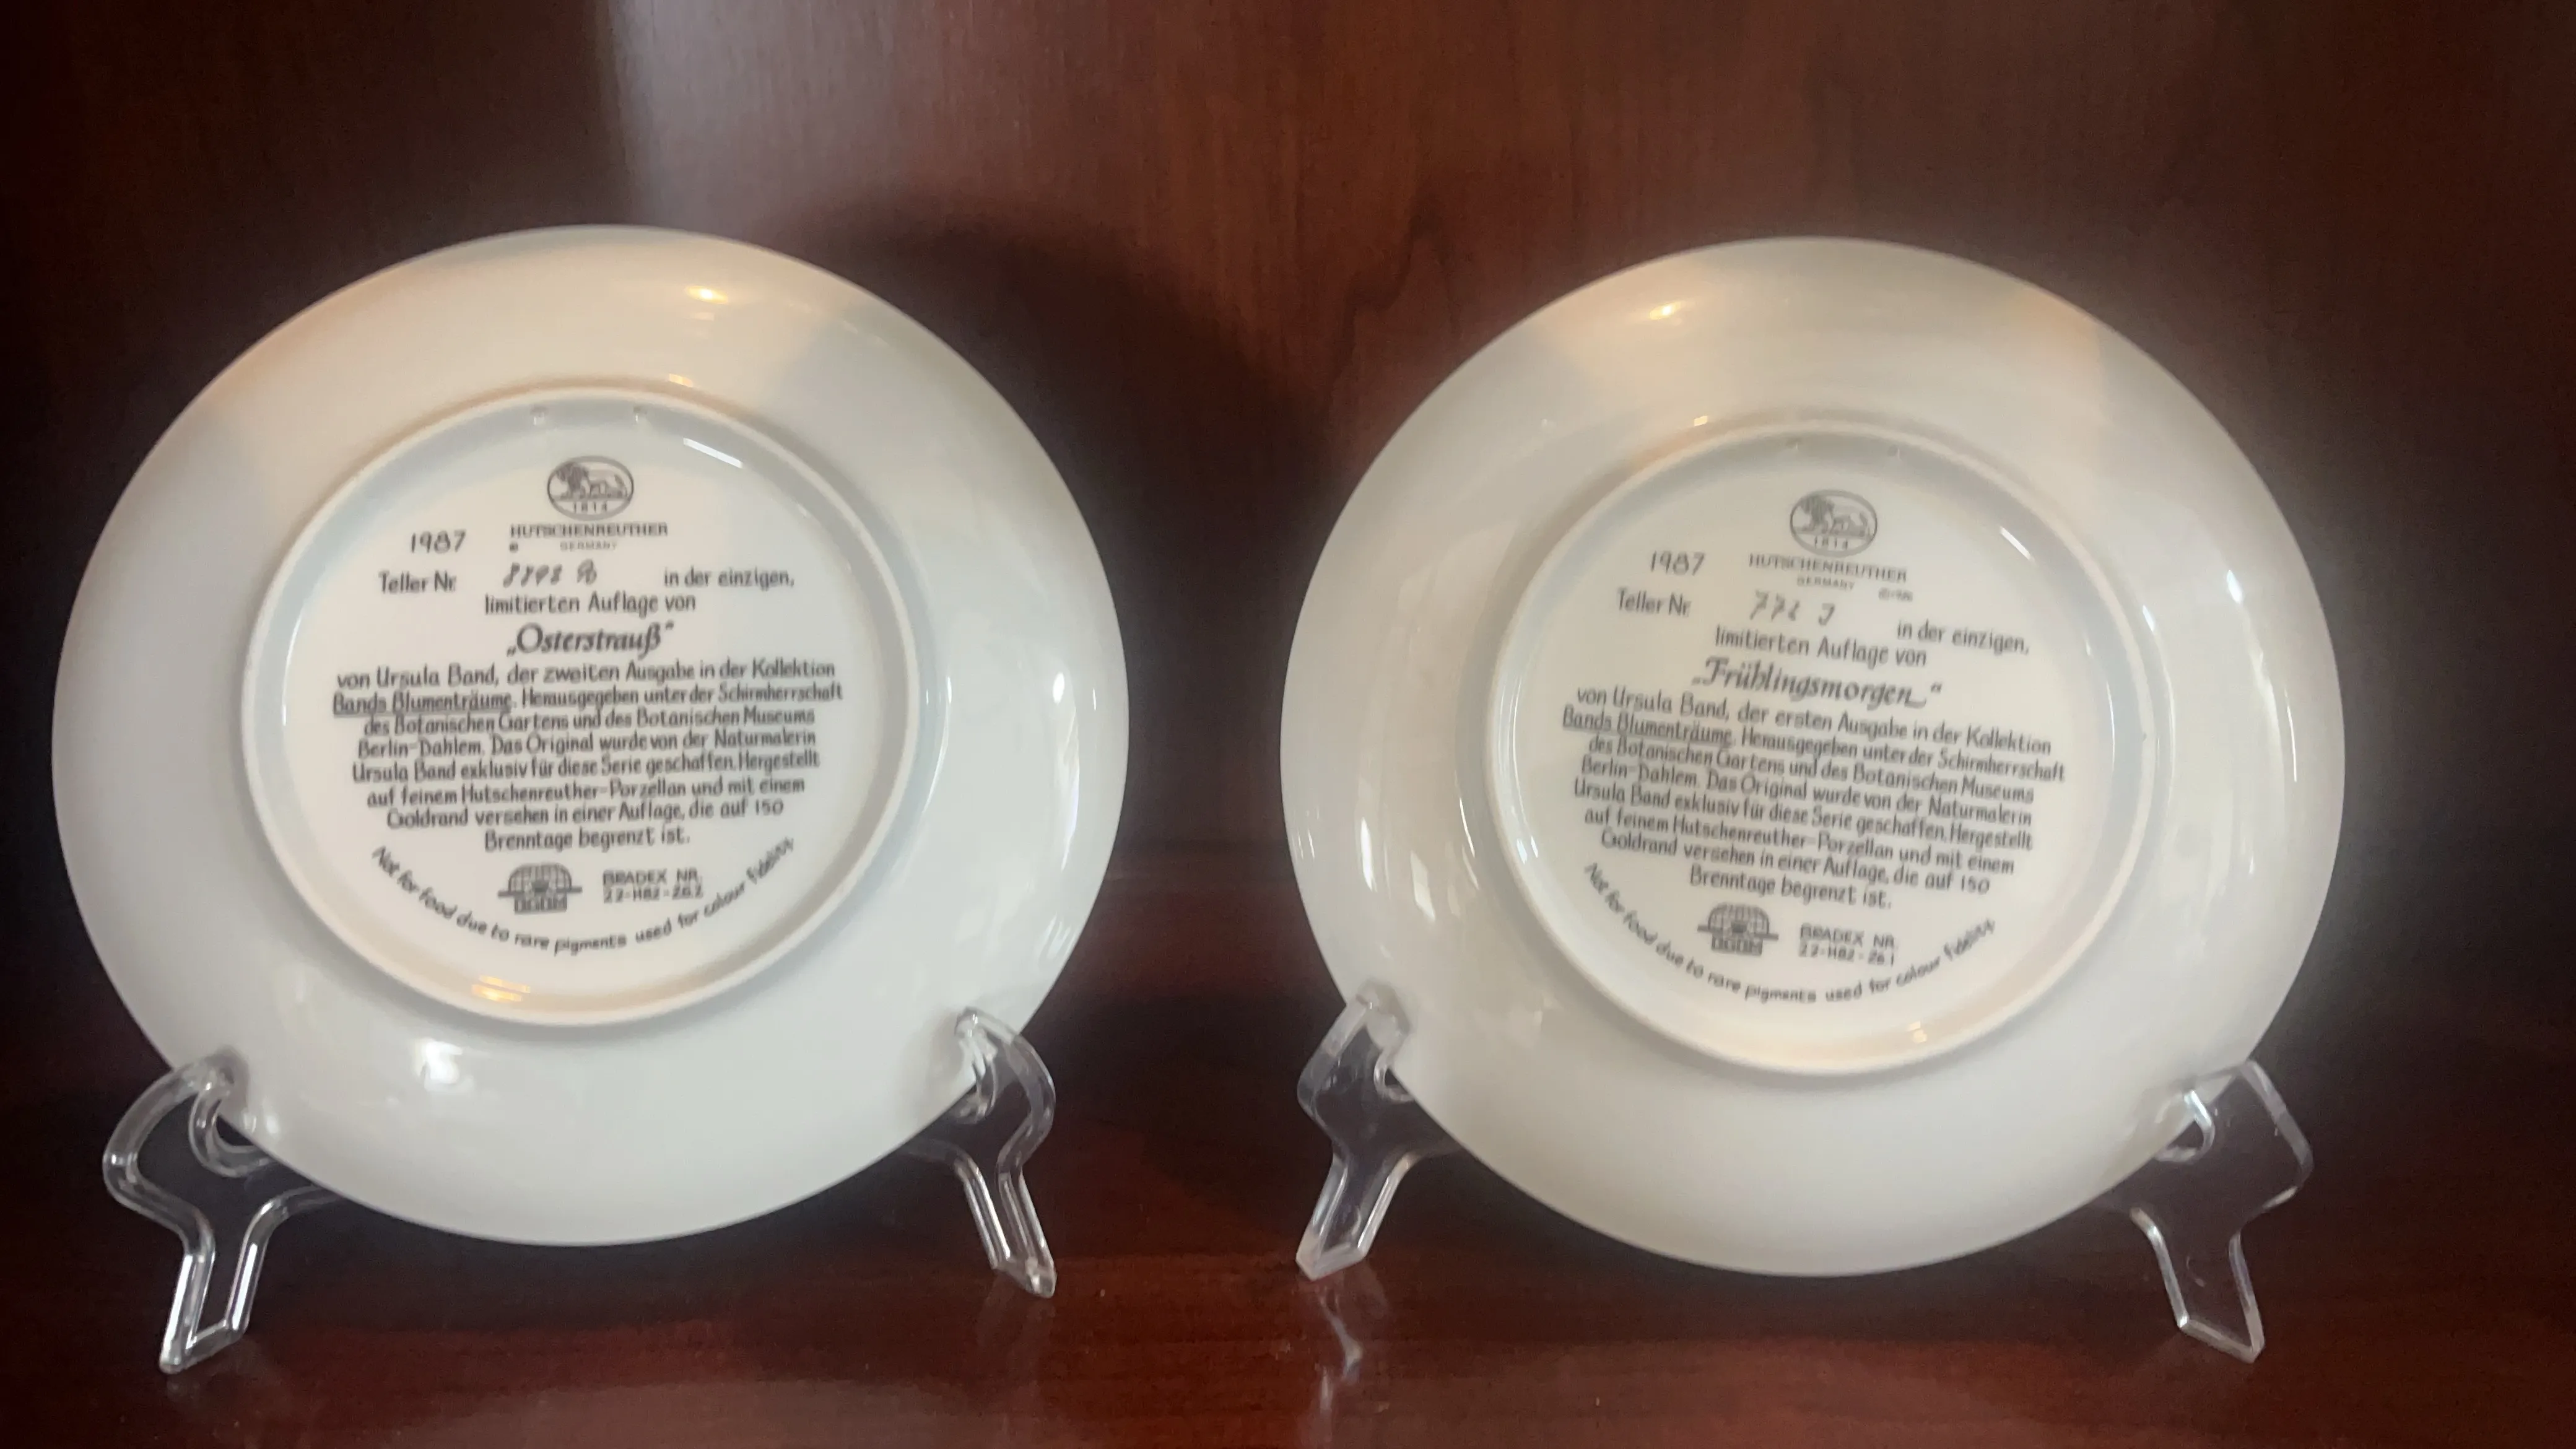 1814
HUTSCHENREUTHER
GERMANY
1987
Teller Nr. in der einzigen,
limitierten Auflage von
„Osterstrauß“
von Ursula Band, der zweiten Ausgabe in der Kollektion
Bands Blumenträume. Herausgegeben unter der Schirmherrschaft
des Botanischen Gartens und des Botanischen Museums
Berlin-Dahlem. Das Original wurde von der Naturmalerin
Ursula Band exklusiv für diese Serie geschaffen. Hergestellt
auf feinem Hutschenreuther-Porzellan und mit einem
Goldrand versehen in einer Auflage, die auf 150
Brenntage begrenzt ist.
BRADEX NR.
22-H82-26.2
Not for food due to rare pigments used for colour fidelity
1814
HUTSCHENREUTHER
GERMANY
1987
Teller Nr. in der einzigen,
limitierten Auflage von
„Frühlingsmorgen“
von Ursula Band, der ersten Ausgabe in der Kollektion
Bands Blumenträume. Herausgegeben unter der Schirmherrschaft
des Botanischen Gartens und des Botanischen Museums
Berlin-Dahlem. Das Original wurde von der Naturmalerin
Ursula Band exklusiv für diese Serie geschaffen. Hergestellt
auf feinem Hutschenreuther-Porzellan und mit einem
Goldrand versehen in einer Auflage, die auf 150
Brenntage begrenzt ist.
BRADEX NR.
22-H82-26.1
Not for food due to rare pigments used for colour fidelity